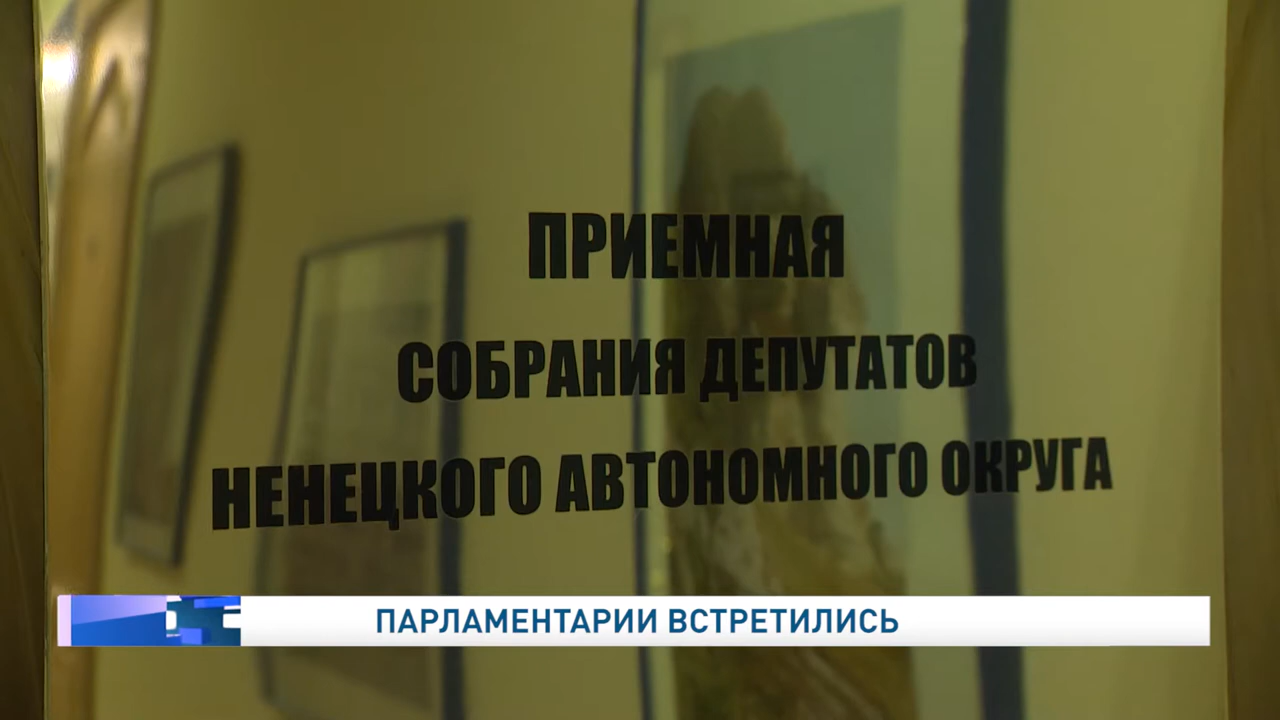 ПРИЕМНАЯ
СОБРАНИЯ ДЕПУТАТОВ
НЕНЕЦКОГО АВТОНОМНОГО ОКРУГА
ПАРЛАМЕНТАРИИ ВСТРЕТИЛИСЬ